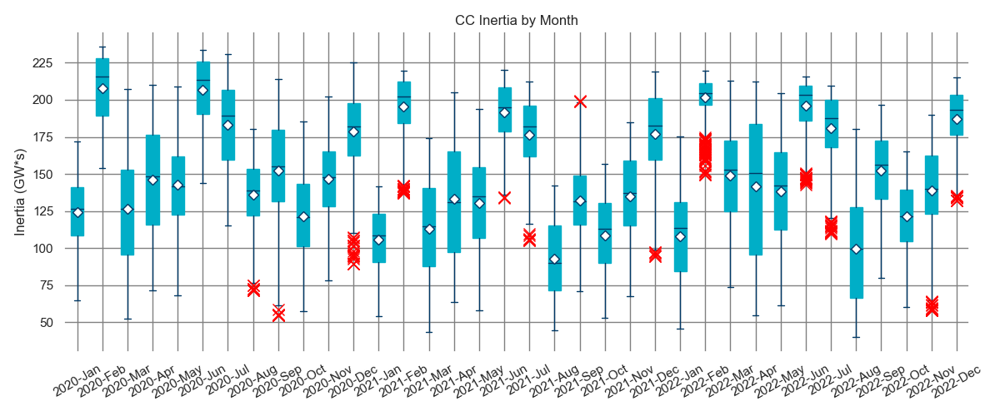 CC Inertia by Month
Inertia (GW*s)
225
200
175
150
125
100
75
50
2020-Jan
2020-Feb
2020-Mar
2020-Apr
2020-May
2020-Jun
2020-Jul
2020-Aug
2020-Sep
2020-Oct
2020-Nov
2020-Dec
2021-Jan
2021-Feb
2021-Mar
2021-Apr
2021-May
2021-Jun
2021-Jul
2021-Aug
2021-Sep
2021-Oct
2021-Nov
2021-Dec
2022-Jan
2022-Feb
2022-Mar
2022-Apr
2022-May
2022-Jun
2022-Jul
2022-Aug
2022-Sep
2022-Oct
2022-Nov
2022-Dec